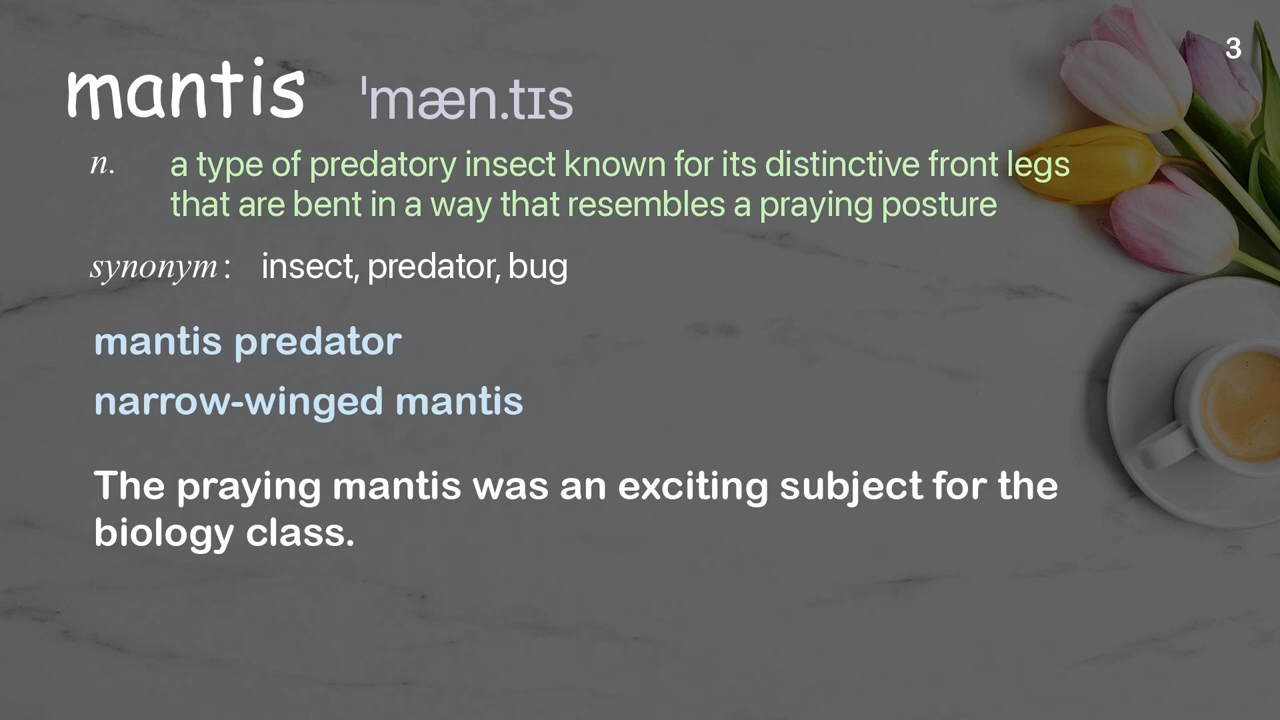 3
mantis ˈmæn.tɪs
n. a type of predatory insect known for its distinctive front legs
that are bent in a way that resembles a praying posture
synonym: insect, predator, bug
mantis predator
narrow-winged mantis
The praying mantis was an exciting subject for the
biology class.